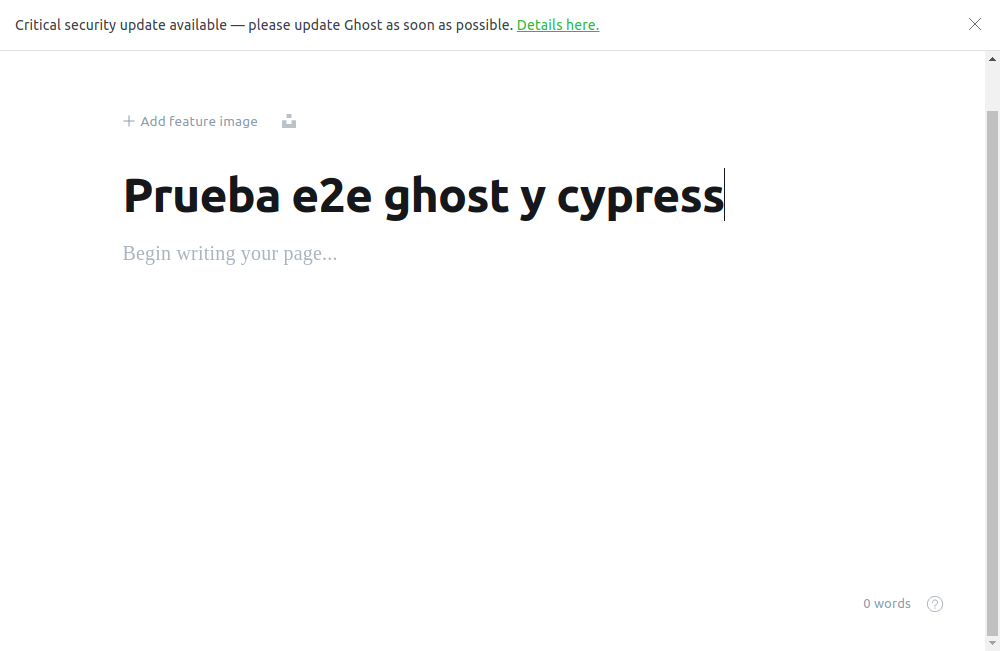 Critical security update available — please update Ghost as soon as possible. Details here.
Add feature image
Prueba e2e ghost y cypress
Begin writing your page...
0 words
?